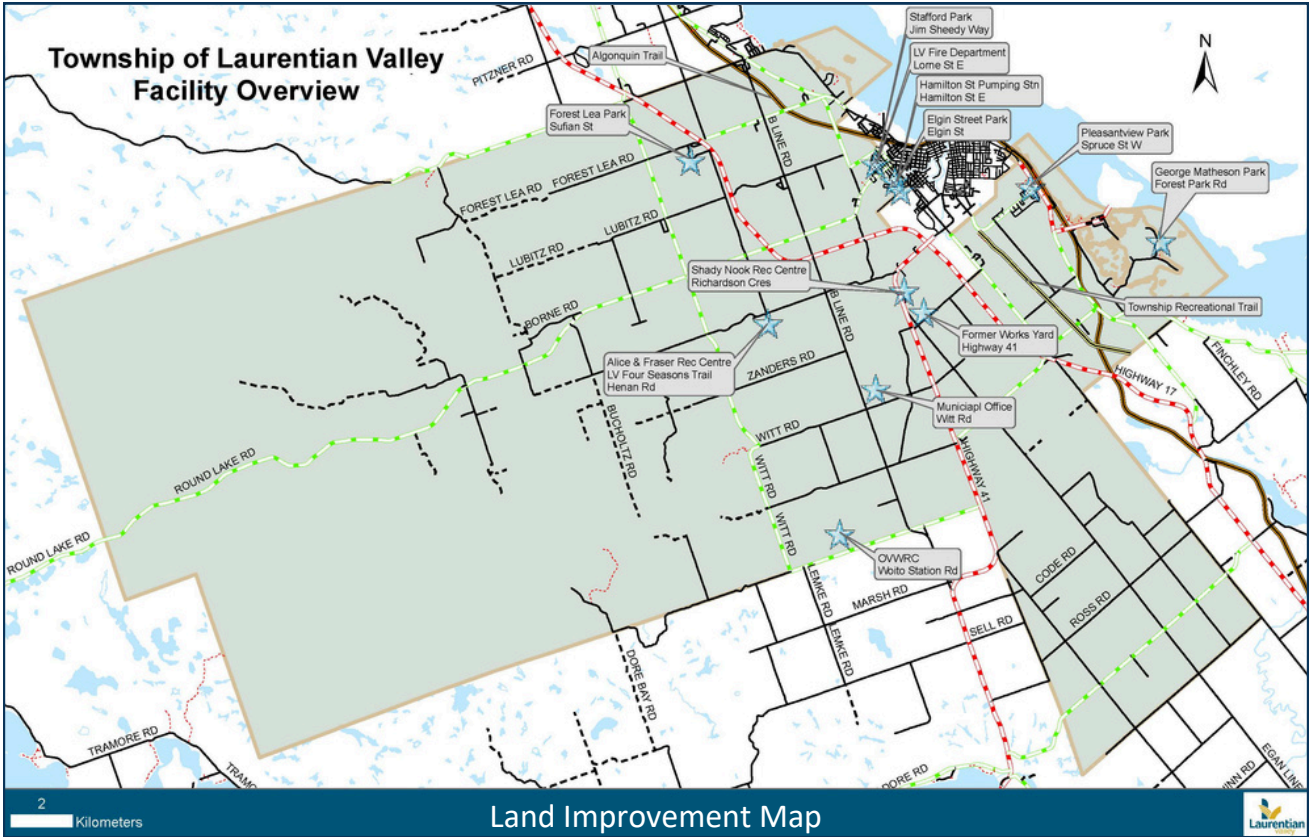 Township of Laurentian Valley
Facility Overview
PITZNER RD
Algonquin Trail
Stafford Park
Jim Sheedy Way
LV Fire Department
Lorne St E
Hamilton St Pumping Stn
Hamilton St E
Elgin Street Park
Elgin St
N
Forest Lea Park
Sufian St
B LINE RD
Pleasantview Park
Spruce St W
George Matheson Park
Forest Park Rd
FOREST LEA RD
FOREST LEA RD
LUBITZ RD
LUBITZ RD
Shady Nook Rec Centre
Richardson Cres
B LINE RD
Township Recreational Trail
BORNE RD
Former Works Yard
Highway 41
Alice & Fraser Rec Centre
LV Four Seasons Trail
Henan Rd
ZANDERS RD
FINCHLEY RD
HIGHWAY 17
Municiapl Office
Witt Rd
BUCHOLTZ RD
WITT RD
WITT RD
HIGHWAY 41
ROUND LAKE RD
ROUND LAKE RD
WITT RD
OVWRC
Woito Station Rd
CODE RD
LEMKE RD
MARSH RD
ROSS RD
SELL RD
LEMKE RD
DORE BAY RD
TRAMORE RD
TRAMO
DORE RD
EGAN LINE
INN RD
2
Kilometers
Land Improvement Map
Laurentian
Valley